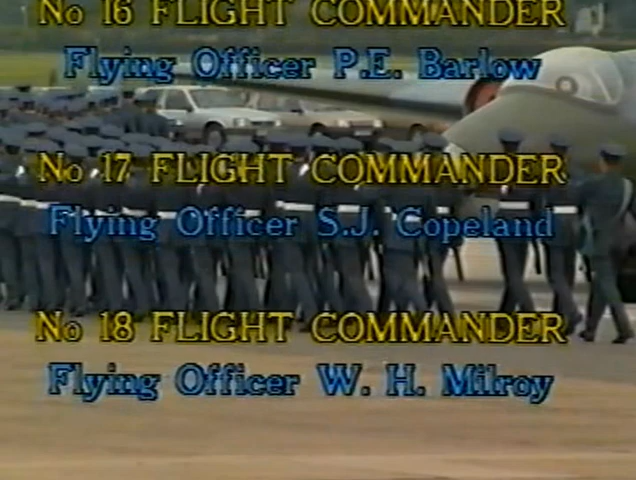 No 16 FLIGHT COMMANDER
Flying Officer P.E. Barlow
No 17 FLIGHT COMMANDER
Flying Officer S.J. Copeland
No 18 FLIGHT COMMANDER
Flying Officer W. H. Milroy